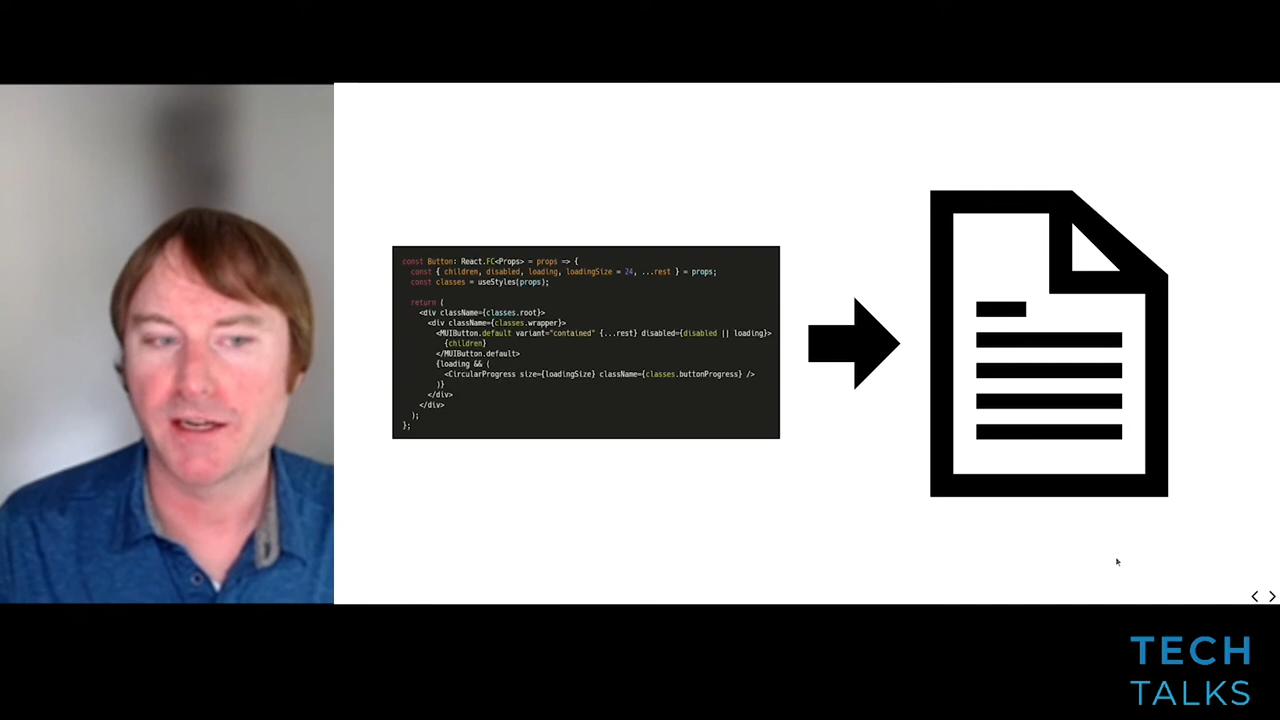 const Button: React.FC<Props> = props => {
const { children, disabled, loading, loadingSize = 24, ...rest } = props;
const classes = useStyles(props);
return (
<div className={classes.root}>
<div className={classes.wrapper}>
<MUIButton.default variant="contained" {...rest} disabled={disabled || loading}>
{children}
</MUIButton.default>
{loading && (
<CircularProgress size={loadingSize} className={classes.buttonProgress} />
)}
</div>
</div>
);
};
< >
TECH
TALKS